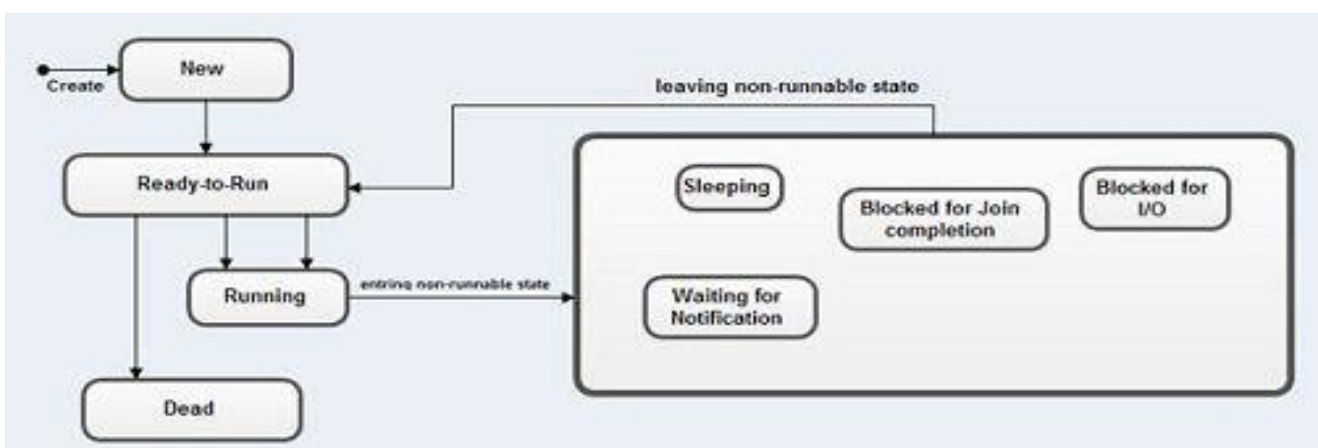 New
Create
leaving non-runnable state
Ready-to-Run
Sleeping
Blocked for Join
completion
Blocked for
I/O
Running
entring non-runnable state
Waiting for
Notification
Dead